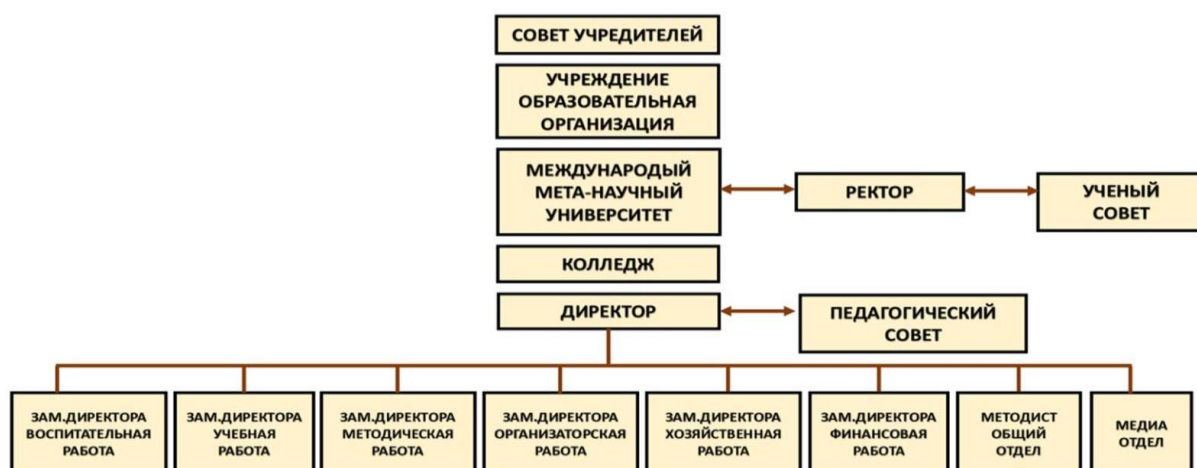 СОВЕТ УЧРЕДИТЕЛЕЙ
УЧРЕЖДЕНИЕ
ОБРАЗОВАТЕЛЬНАЯ
ОРГАНИЗАЦИЯ
МЕЖДУНАРОДЫЙ
МЕТА-НАУЧНЫЙ
УНИВЕРСИТЕТ
РЕКТОР
УЧЕНЫЙ
СОВЕТ
КОЛЛЕДЖ
ДИРЕКТОР
ПЕДАГОГИЧЕСКИЙ
СОВЕТ
ЗАМ.ДИРЕКТОРА
ВОСПИТАТЕЛЬНАЯ
РАБОТА
ЗАМ.ДИРЕКТОРА
УЧЕБНАЯ
РАБОТА
ЗАМ.ДИРЕКТОРА
МЕТОДИЧЕСКАЯ
РАБОТА
ЗАМ.ДИРЕКТОРА
ОРГАНИЗАТОРСКАЯ
РАБОТА
ЗАМ.ДИРЕКТОРА
ХОЗЯЙСТВЕННАЯ
РАБОТА
ЗАМ.ДИРЕКТОРА
ФИНАНСОВАЯ
РАБОТА
МЕТОДИСТ
ОБЩИЙ
ОТДЕЛ
МЕДИА
ОТДЕЛ